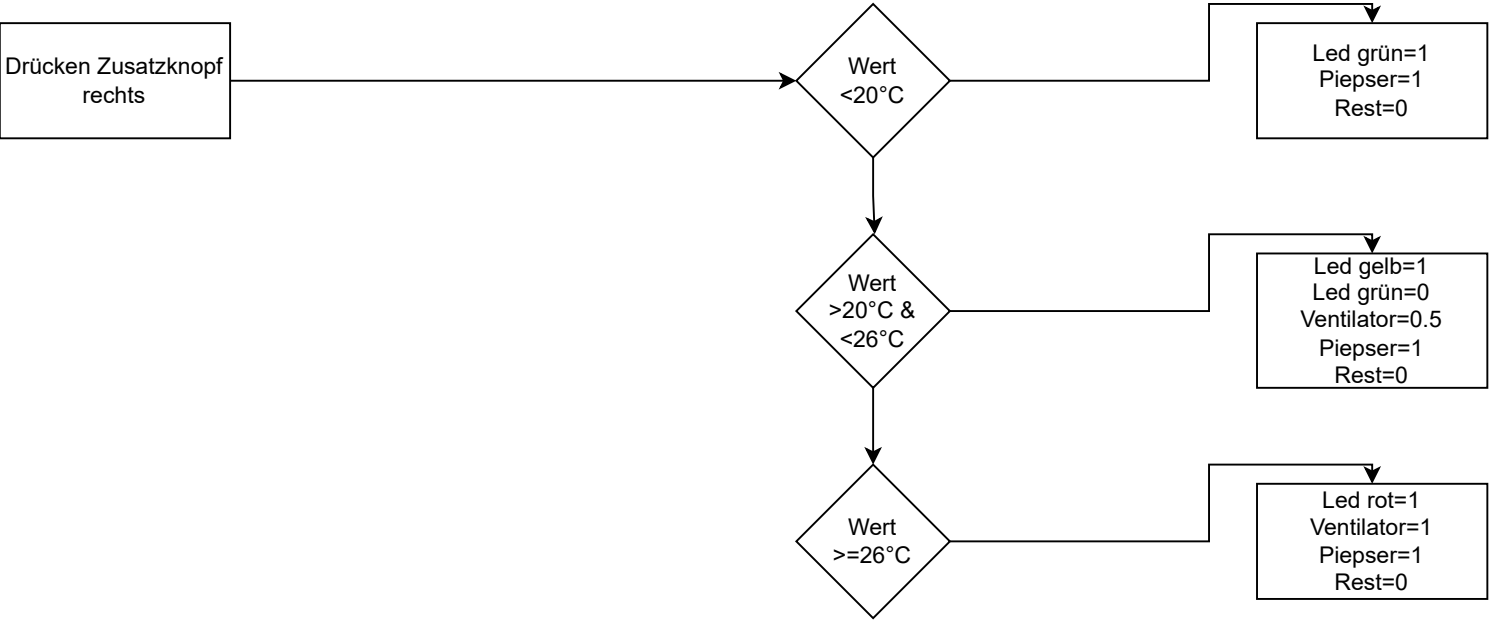 Drücken Zusatzknopf
rechts
Wert
<20°C
Led grün=1
Piepser=1
Rest=0
Wert
>20°C &
<26°C
Led gelb=1
Led grün=0
Ventilator=0.5
Piepser=1
Rest=0
Wert
>=26°C
Led rot=1
Ventilator=1
Piepser=1
Rest=0